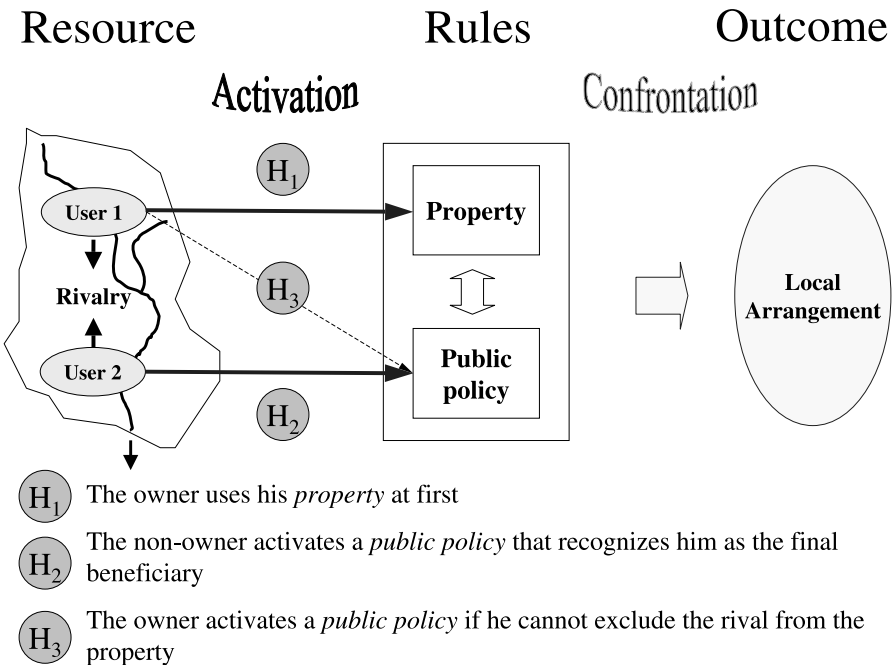 Resource Rules Outcome
Activation Confrontation
H1
User 1
Property
H3
Rivalry
Local
Arrangement
User 2
Public
policy
H2
H1 The owner uses his property at first
H2 The non-owner activates a public policy that recognizes him as the final
beneficiary
H3 The owner activates a public policy if he cannot exclude the rival from the
property